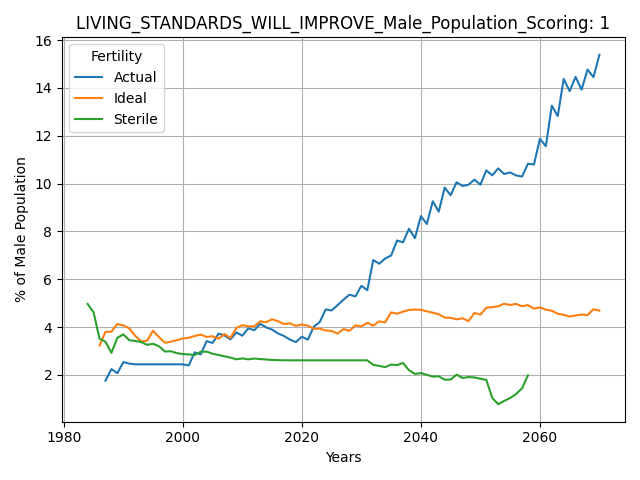 LIVING_STANDARDS_WILL_IMPROVE_Male_Population_Scoring: 1
16
14
12
10
8
6
4
2
% of Male Population
Fertility
Actual
Ideal
Sterile
1980
2000
2020
2040
2060
Years